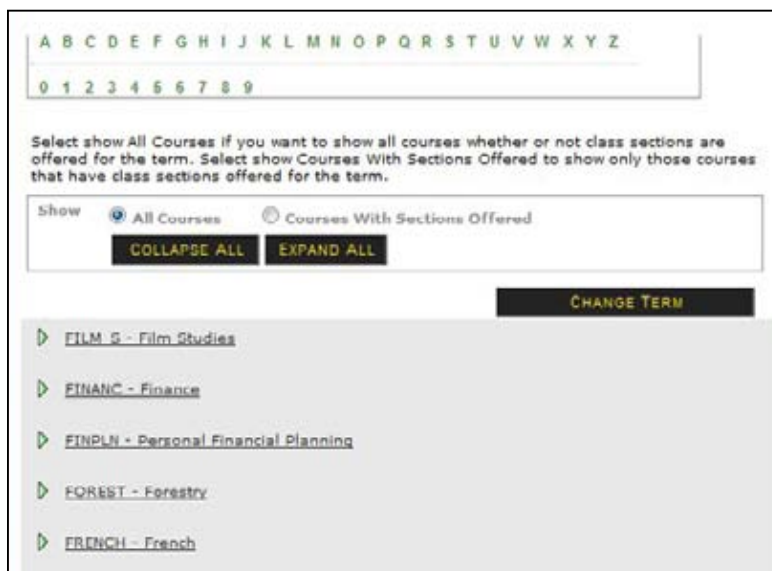 A B C D E F G H I J K L M N O P Q R S T U V W X Y Z
0 1 2 3 4 5 6 7 8 9
Select show All Courses if you want to show all courses whether or not class sections are
offered for the term. Select show Courses With Sections Offered to show only those courses
that have class sections offered for the term.
Show All Courses Courses With Sections Offered
COLLAPSE ALL EXPAND ALL
CHANGE TERM
FILM_S - Film Studies
FINANC - Finance
FINPLN - Personal Financial Planning
FOREST - Forestry
FRENCH - French